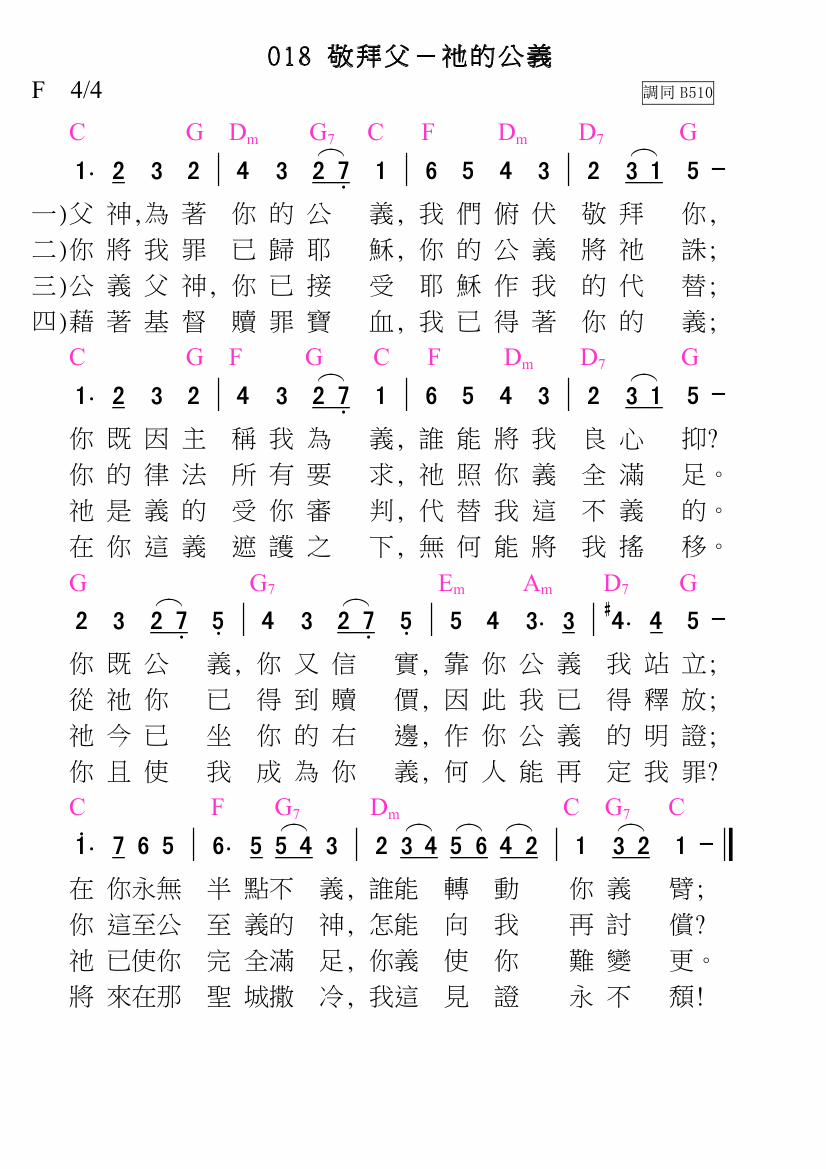 018 敬拜父－祂的公義
F 4/4 調同 B510
C G Dm G7 C F Dm D7 G
1. 2 3 2 | 4 3 2 7 1 | 6 5 4 3 | 2 3 1 5 −
一)父神,為著你的公義,我們俯伏敬拜你,
二)你將我罪已歸耶穌,你的公義將祂誅;
三)公義父神,你已接受耶穌作我的代替;
四)藉著基督贖罪寶血,我已得著你的義;
C G F G C F Dm D7 G
1. 2 3 2 | 4 3 2 7 1 | 6 5 4 3 | 2 3 1 5 −
你既因主稱我為義,誰能將我良心抑?
你的律法所有要求,祂照你義全滿足。
祂是義的受你審判,代替我這不義的。
在你這義遮護之下,無何能將我搖移。
G G7 Em Am D7 G
2 3 2 7 5 | 4 3 2 7 5 | 5 4 3. 3 | #4. 4 5 −
你既公義,你又信實,靠你公義我站立;
從祂你已得到贖價,因此我已得釋放;
祂今已坐你的右邊,作你公義的明證;
你且使我成為你義,何人能再定我罪?
C F G7 Dm C G7 C
1. 7 6 5 | 6. 5 5 4 3 | 2 3 4 5 6 4 2 | 1 3 2 1 − ‖
在你永無半點不義,誰能轉動你義臂;
你這至公至義的神,怎能向我再討償?
祂已使你完全滿足,你義使你難變更。
將來在那聖城撒冷,我這見證永不頹!